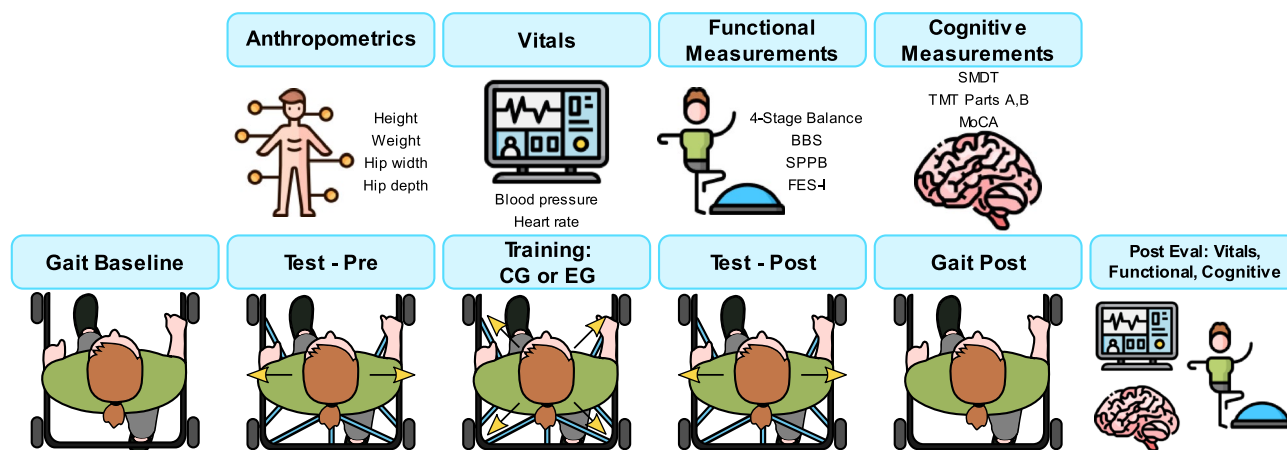 Anthropometrics
Height
Weight
Hip width
Hip depth
Vitals
Blood pressure
Heart rate
Functional
Measurements
4-Stage Balance
BBS
SPPB
FES-I
Cognitive
Measurements
SMDT
TMT Parts A,B
MoCA
Gait Baseline
Test - Pre
Training:
CG or EG
Test - Post
Gait Post
Post Eval: Vitals,
Functional, Cognitive